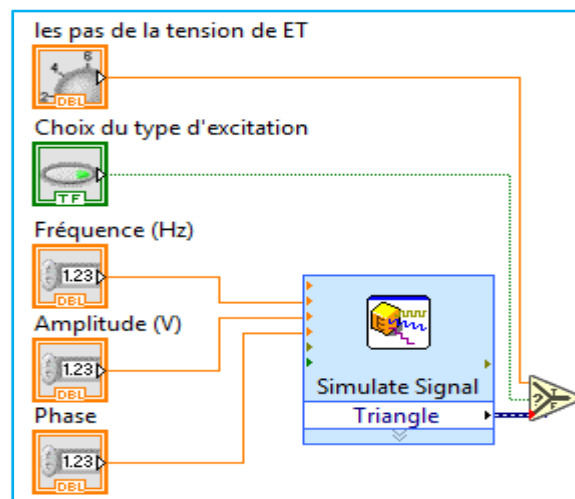 les pas de la tension de ET
2 4 6
DBL
Choix du type d'excitation
TF
Fréquence (Hz)
1.23
DBL
Amplitude (V)
1.23
DBL
Phase
1.23
DBL
Simulate Signal
Triangle
? T F